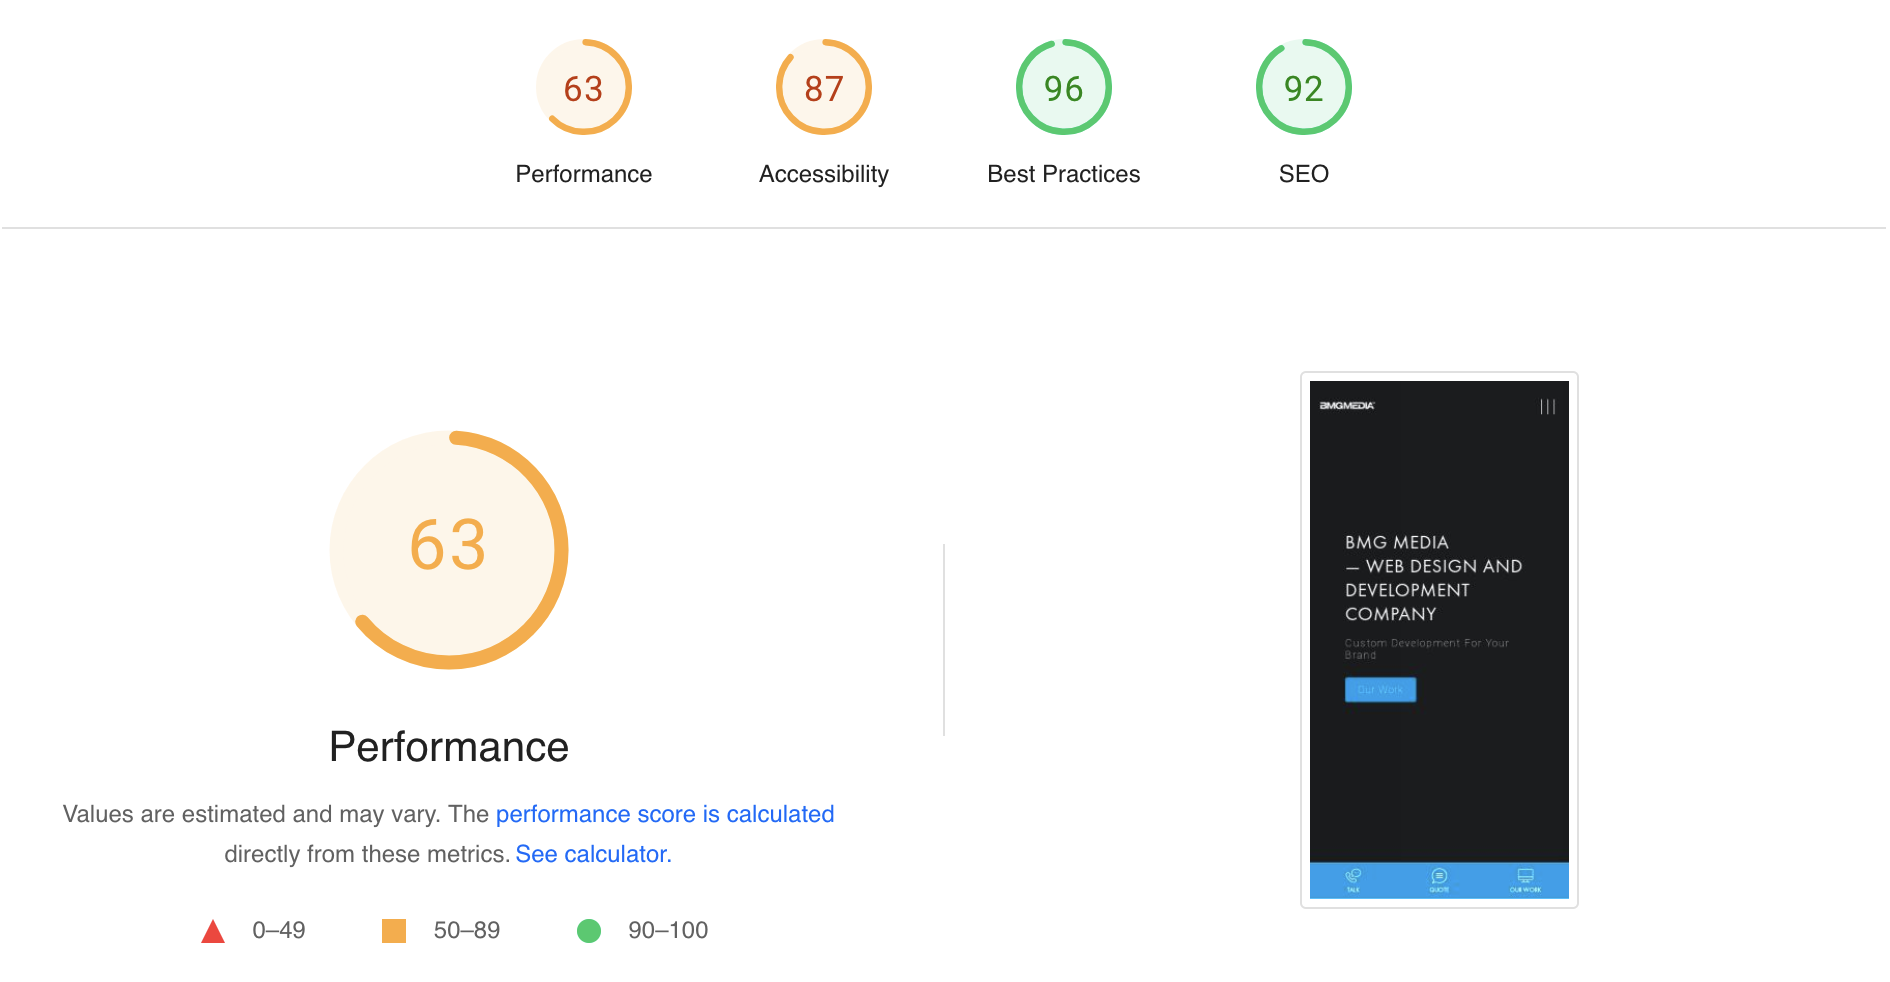 63
87
96
92
Performance
Accessibility
Best Practices
SEO
63
Performance
Values are estimated and may vary. The performance score is calculated
directly from these metrics. See calculator.
0–49
50–89
90–100
BMGMEDIA
BMG MEDIA
— WEB DESIGN AND
DEVELOPMENT
COMPANY
Custom Development For Your
Brand
Our Work
TALK
QUOTE
OUR WORK